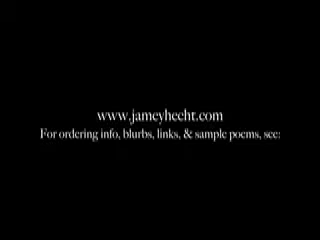 www.jameyhecht.com
For ordering info, blurbs, links, & sample poems, see: